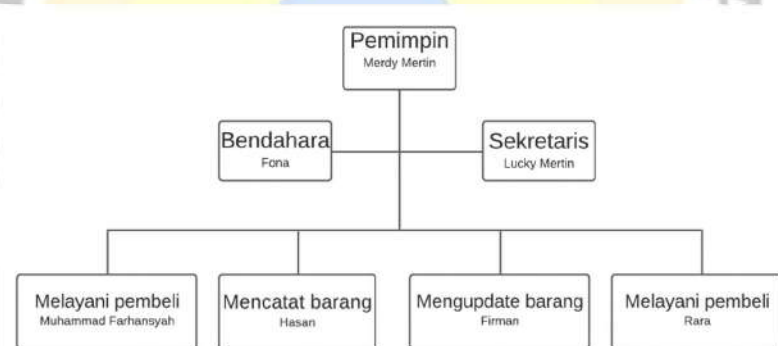 Pemimpin
Merdy Mertin
Bendahara
Fona
Sekretaris
Lucky Mertin
Melayani pembeli
Muhammad Farhansyah
Mencatat barang
Hasan
Mengupdate barang
Firman
Melayani pembeli
Rara